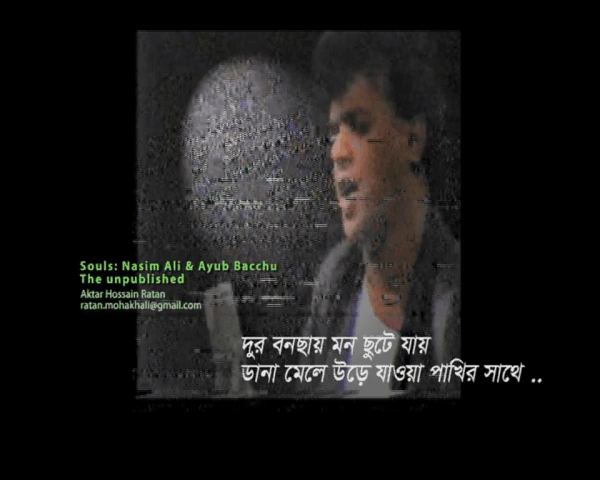 Souls: Nasim Ali & Ayub Bacchu
The unpublished
Aktar Hossain Ratan
ratan.mohakhali@gmail.com
দুর বনছায় মন ছুটে যায়
ডানা মেলে উড়ে যাওয়া পাখির সাথে ..